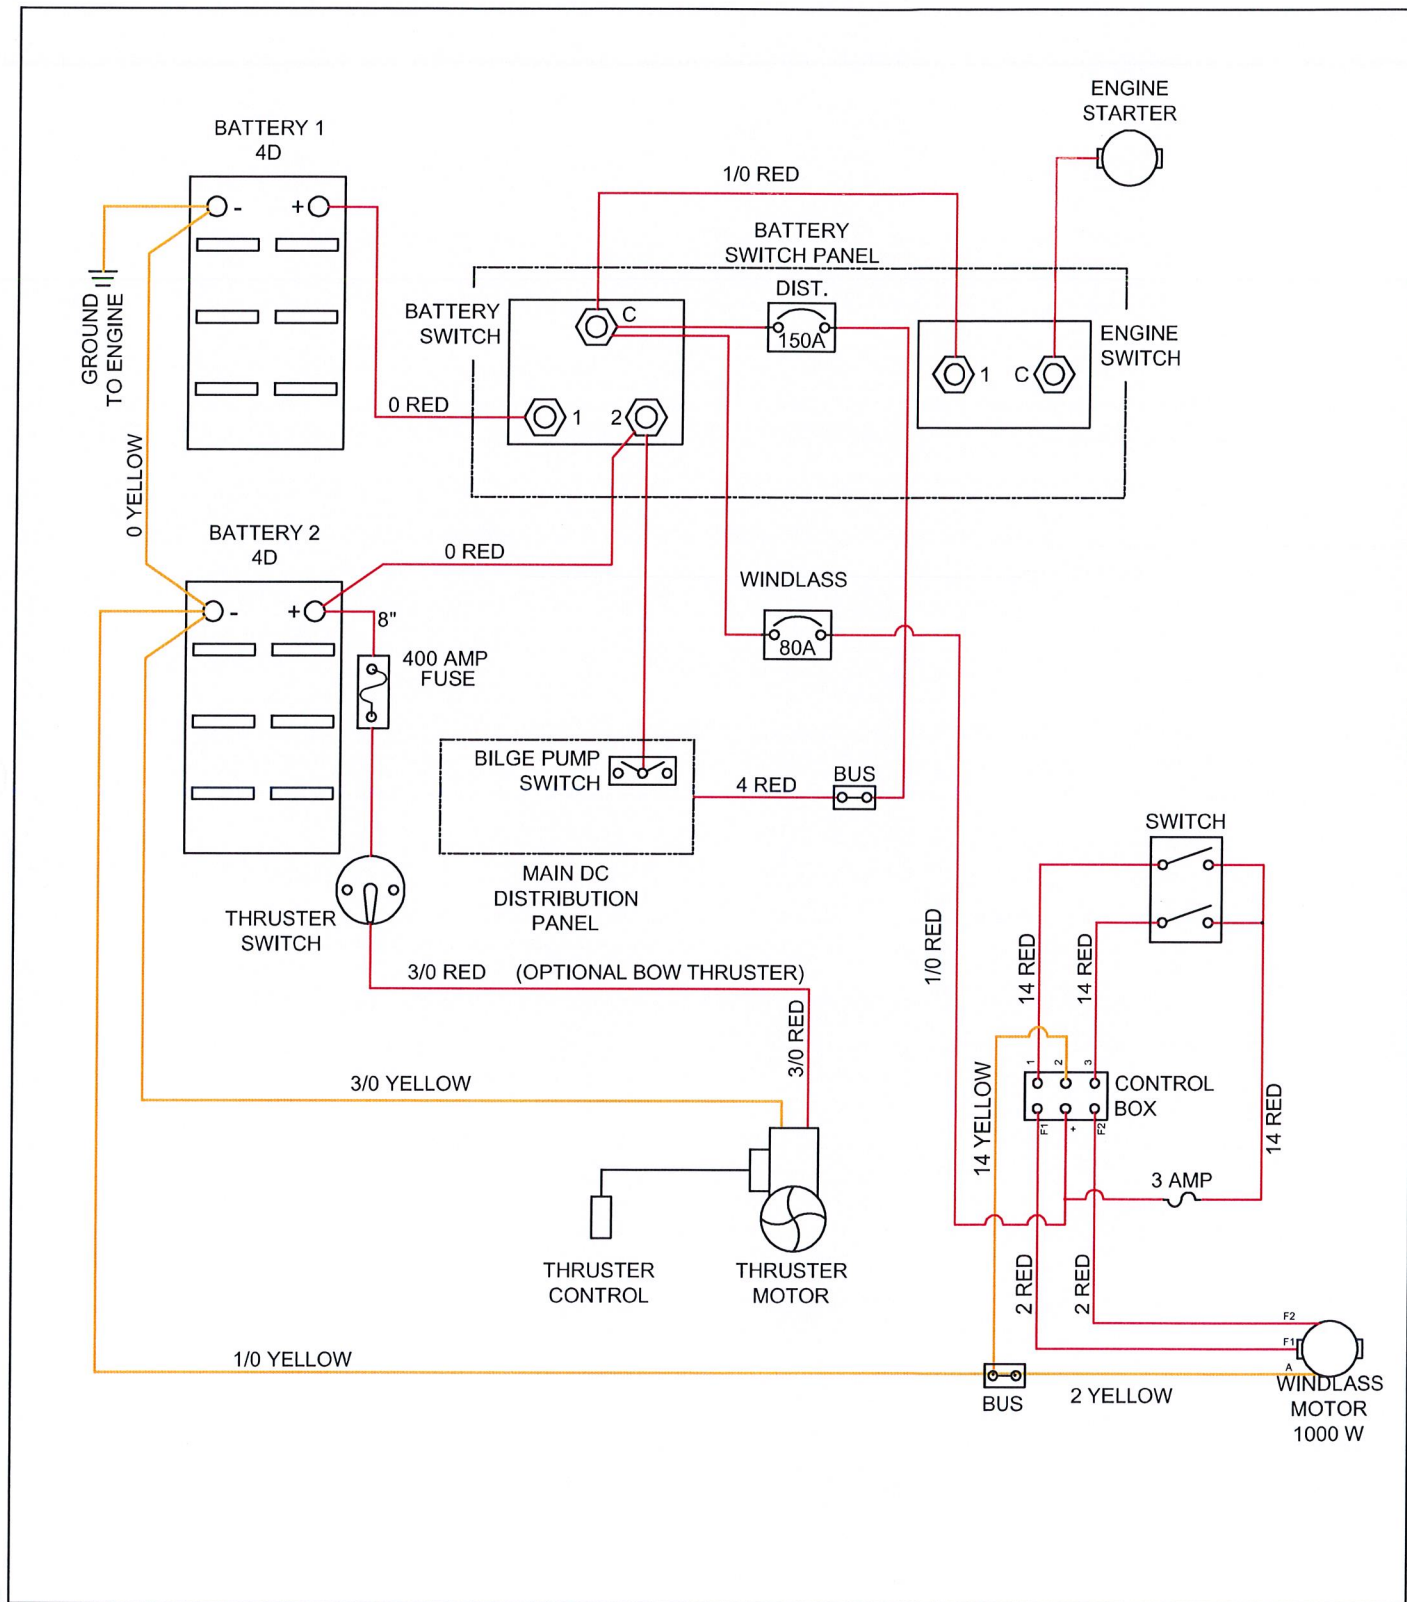 ENGINE
STARTER
BATTERY 1
4D
1/0 RED
BATTERY
SWITCH PANEL
- +
DIST.
150A
BATTERY
SWITCH
C
1 2
ENGINE
SWITCH
1 C
GROUND
TO ENGINE
0 RED
0 YELLOW
BATTERY 2
4D
0 RED
WINDLASS
80A
- +
8"
400 AMP
FUSE
BILGE PUMP
SWITCH
4 RED
BUS
MAIN DC
DISTRIBUTION
PANEL
SWITCH
THRUSTER
SWITCH
3/0 RED (OPTIONAL BOW THRUSTER)
3/0 RED
1/0 RED
14 RED
14 RED
14 YELLOW
1 2 3
CONTROL
BOX
F1 + F2
14 RED
3 AMP
3/0 YELLOW
THRUSTER
CONTROL
THRUSTER
MOTOR
2 RED
2 RED
F2
F1
A
1/0 YELLOW
BUS
2 YELLOW
WINDLASS
MOTOR
1000 W